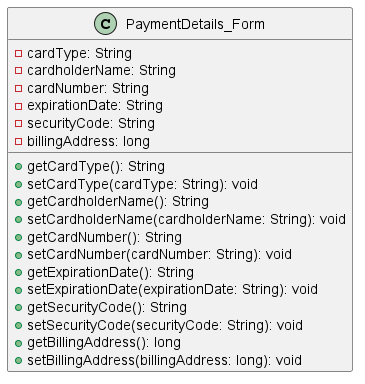 C PaymentDetails_Form
cardType: String
cardholderName: String
cardNumber: String
expirationDate: String
securityCode: String
billingAddress: long
getCardType(): String
setCardType(cardType: String): void
getCardholderName(): String
setCardholderName(cardholderName: String): void
getCardNumber(): String
setCardNumber(cardNumber: String): void
getExpirationDate(): String
setExpirationDate(expirationDate: String): void
getSecurityCode(): String
setSecurityCode(securityCode: String): void
getBillingAddress(): long
setBillingAddress(billingAddress: long): void